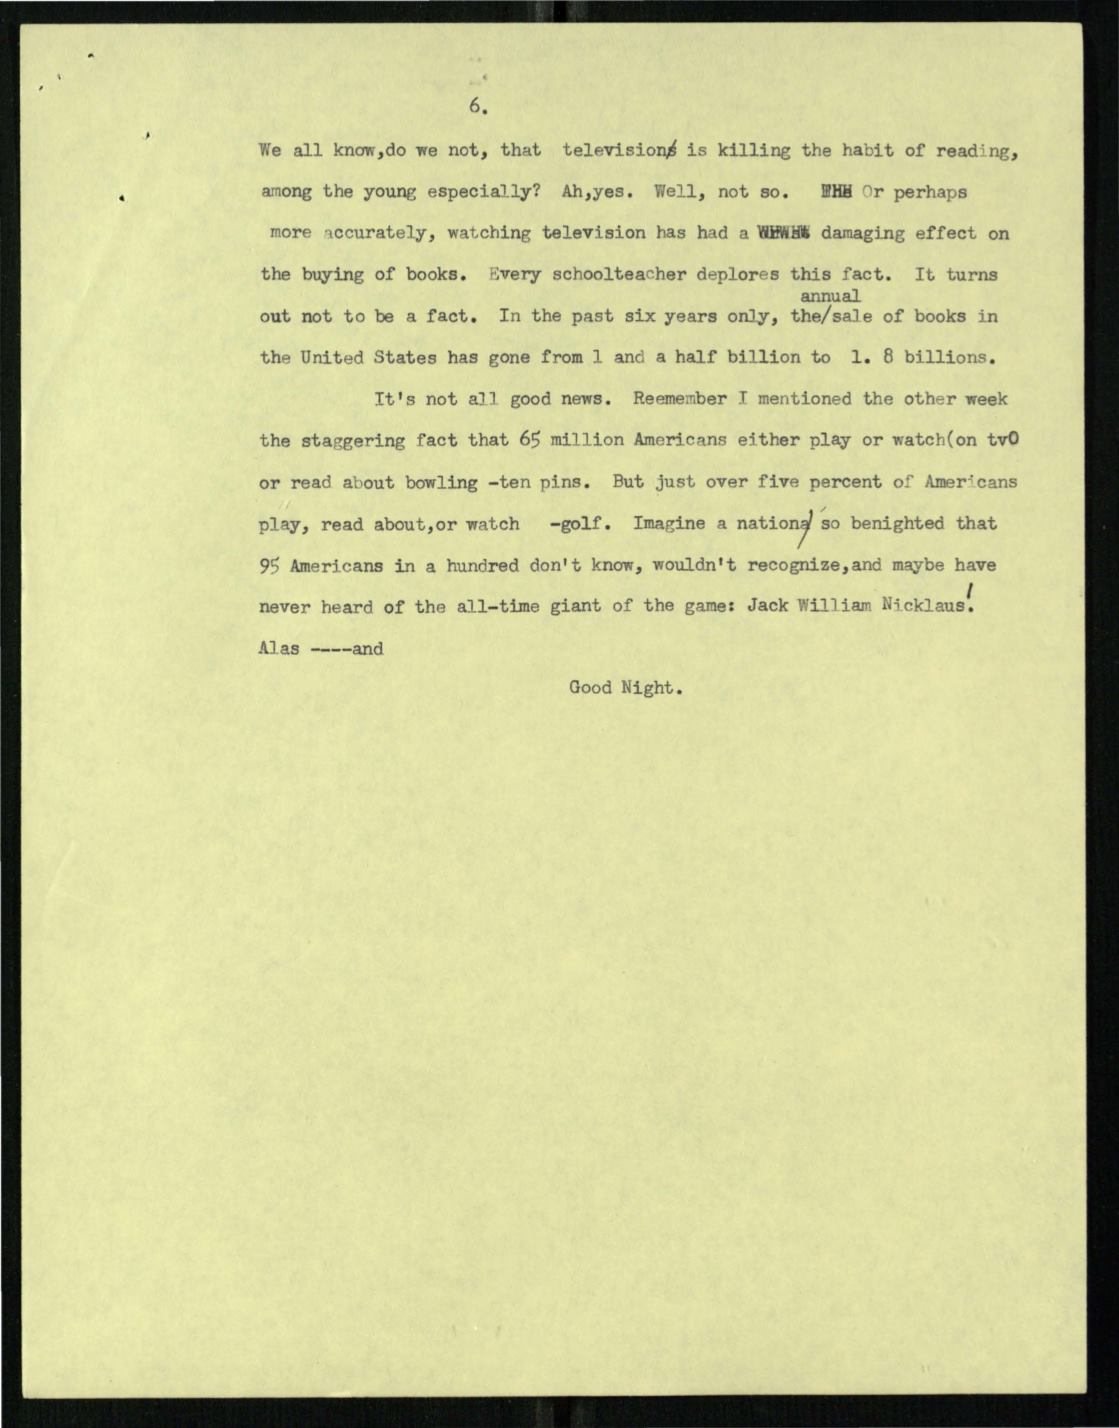 6.
We all know,do we not, that television is killing the habit of reading,
among the young especially? Ah,yes. Well, not so. Or perhaps
more accurately, watching television has had a damaging effect on
the buying of books. Every schoolteacher deplores this fact. It turns
annual
out not to be a fact. In the past six years only, the/sale of books in
the United States has gone from 1 and a half billion to 1. 8 billions.
It's not all good news. Reemember I mentioned the other week
the staggering fact that 65 million Americans either play or watch(on tv0
or read about bowling -ten pins. But just over five percent of Americans
play, read about,or watch -golf. Imagine a nation so benighted that
95 Americans in a hundred don't know, wouldn't recognize,and maybe have
never heard of the all-time giant of the game: Jack William Nicklaus!
Alas ----and
Good Night.